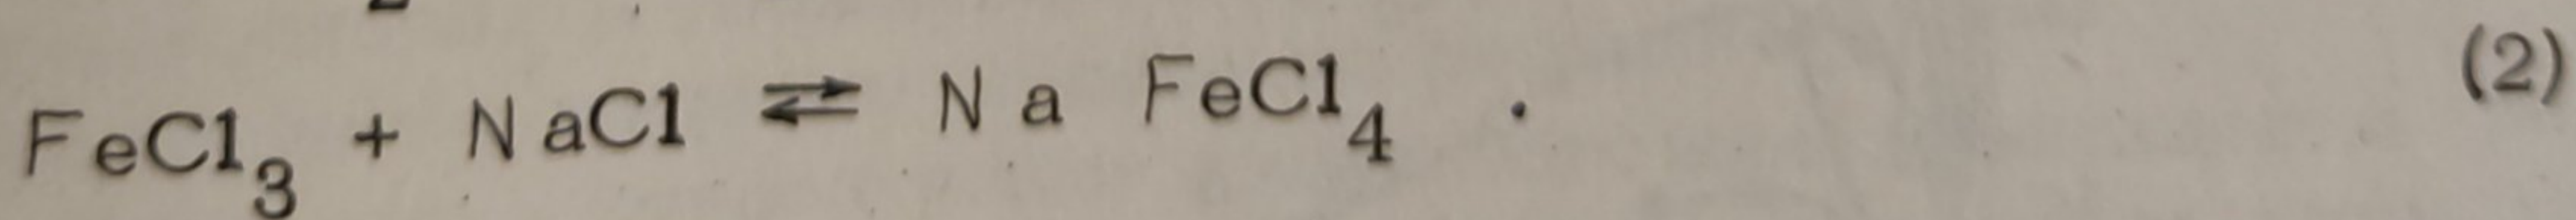 FeCl₃ + NaCl ⇄ Na FeCl₄ . (2)